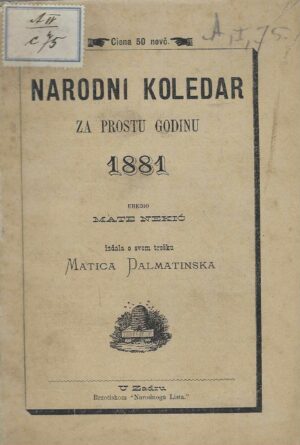 A II
c 75
A, II, 75.
Ciena 50 novč.
NARODNI KOLEDAR
ZA PROSTU GODINU
1881
UREDIO
MATE NEKIĆ
Izdala o svom trošku
MATICA DALMATINSKA
U Zadru
Brzotiskom "Narodnoga Lista."